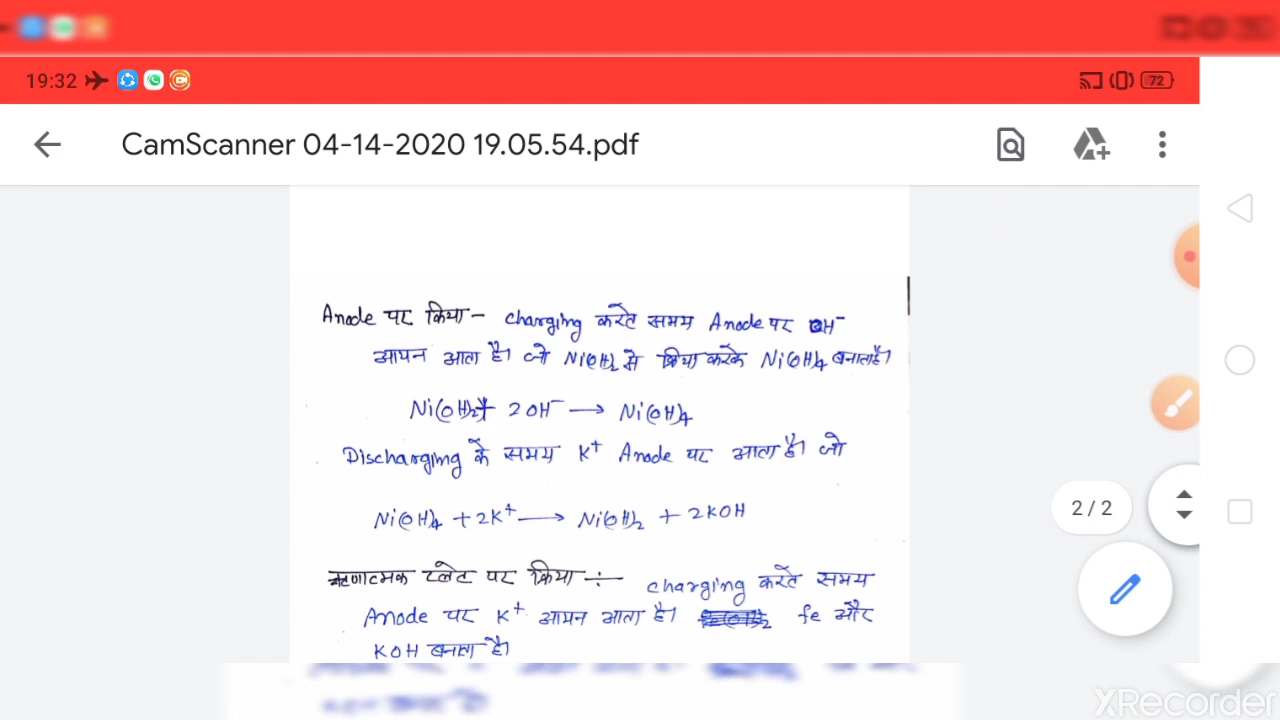 19:32
72
CamScanner 04-14-2020 19.05.54.pdf
Anode पर क्रिया - Charging करते समय Anode पर OH⁻
आयन आता है। जो Ni(OH)₂ से क्रिया करके Ni(OH)₄ बनाता है।
Ni(OH)₂ + 2OH⁻ → Ni(OH)₄
Discharging के समय K⁺ Anode पर आता है। जो
Ni(OH)₄ + 2K⁺ → Ni(OH)₂ + 2KOH
2 / 2
ऋणात्मक प्लेट पर क्रिया ÷ Charging करते समय
Anode पर K⁺ आयन आता है। fe और
KOH बनाता है।
XRecorder